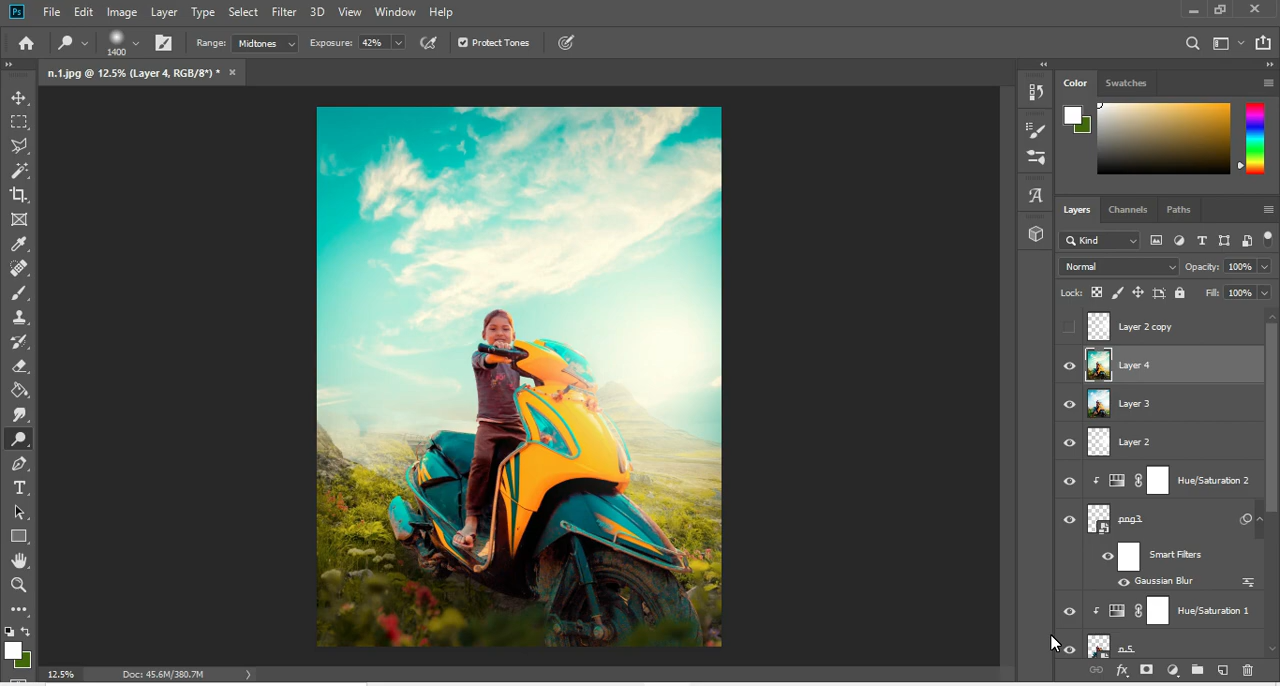 Ps File Edit Image Layer Type Select Filter 3D View Window Help
1400 Range: Midtones Exposure: 42% Protect Tones
n.1.jpg @ 12.5% (Layer 4, RGB/8*) * ×
Color Swatches
Layers Channels Paths
Kind
Normal Opacity: 100%
Lock: Fill: 100%
Layer 2 copy
Layer 4
Layer 3
Layer 2
Hue/Saturation 2
png3
Smart Filters
Gaussian Blur
Hue/Saturation 1
n.5
12.5% Doc: 45.6M/380.7M